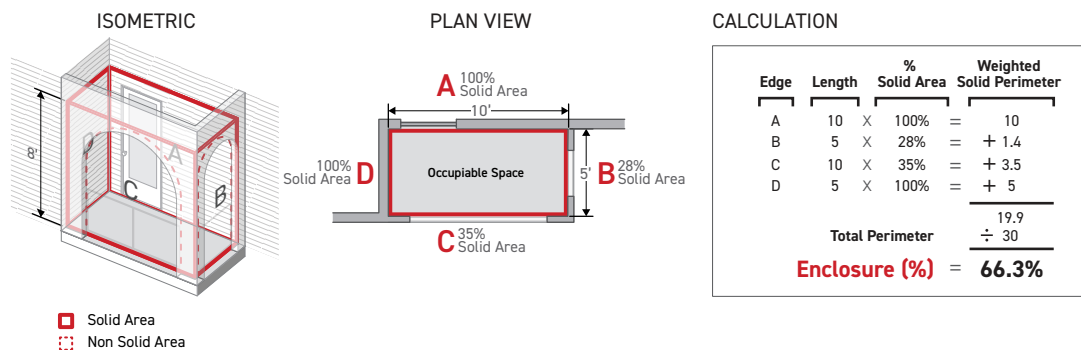 ISOMETRIC
8'
D
A
C
B
Solid Area
Non Solid Area
PLAN VIEW
A 100%
Solid Area
10'
100%
Solid Area D
Occupiable Space
5'
B 28%
Solid Area
C 35%
Solid Area
CALCULATION
Edge Length % Solid Area Weighted Solid Perimeter
A 10 X 100% = 10
B 5 X 28% = + 1.4
C 10 X 35% = + 3.5
D 5 X 100% = + 5
19.9
Total Perimeter ÷ 30
Enclosure (%) = 66.3%